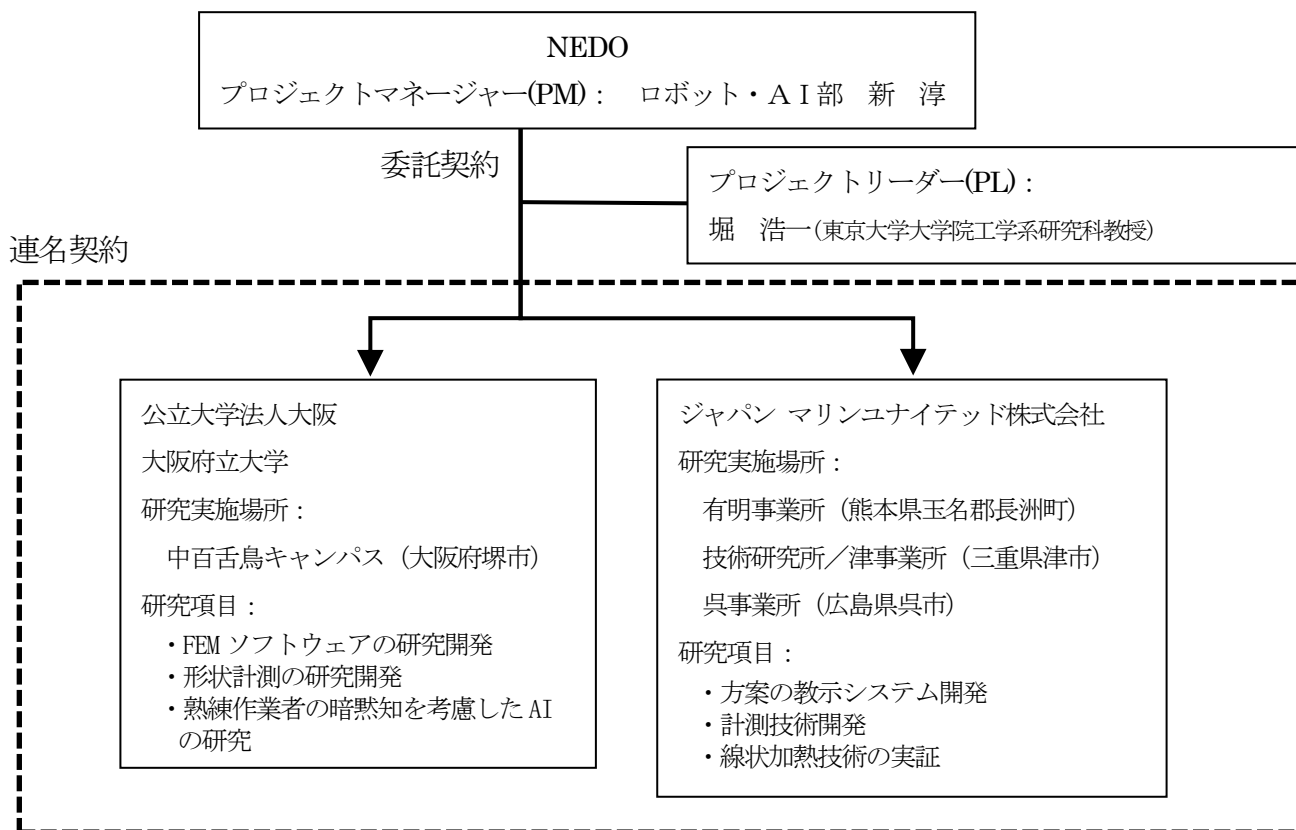 NEDO
プロジェクトマネージャー(PM)： ロボット・ＡＩ部 新 淳
委託契約
プロジェクトリーダー(PL)：
堀 浩一(東京大学大学院工学系研究科教授)
連名契約
公立大学法人大阪
大阪府立大学
研究実施場所：
中百舌鳥キャンパス（大阪府堺市）
研究項目：
・FEM ソフトウェアの研究開発
・形状計測の研究開発
・熟練作業者の暗黙知を考慮した AI
の研究
ジャパン マリンユナイテッド株式会社
研究実施場所：
有明事業所（熊本県玉名郡長洲町）
技術研究所／津事業所（三重県津市）
呉事業所（広島県呉市）
研究項目：
・方案の教示システム開発
・計測技術開発
・線状加熱技術の実証